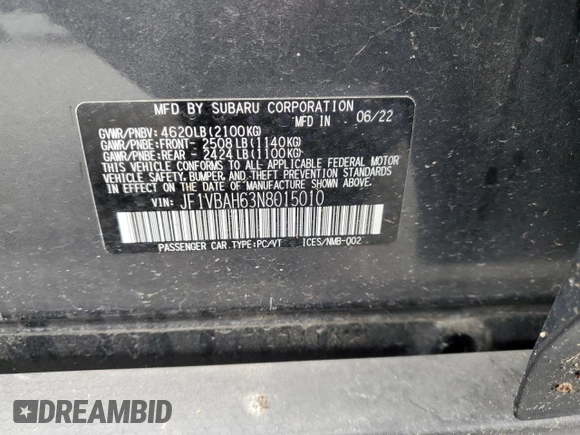 MFD BY SUBARU CORPORATION
MFD IN 06/22
GVWR/PNBV: 4620LB(2100KG)
GAWR/PNBE:FRONT- 2508LB(1140KG)
GAWR/PNBE:REAR - 2424LB(1100KG)
THIS VEHICLE CONFORMS TO ALL APPLICABLE FEDERAL MOTOR
VEHICLE SAFETY, BUMPER, AND THEFT PREVENTION STANDARDS
IN EFFECT ON THE DATE OF MANUFACTURE SHOWN ABOVE.
VIN: JF1VBAH63N8015010
PASSENGER CAR TYPE:PC/VT ICES/NMB-002
DREAMBID